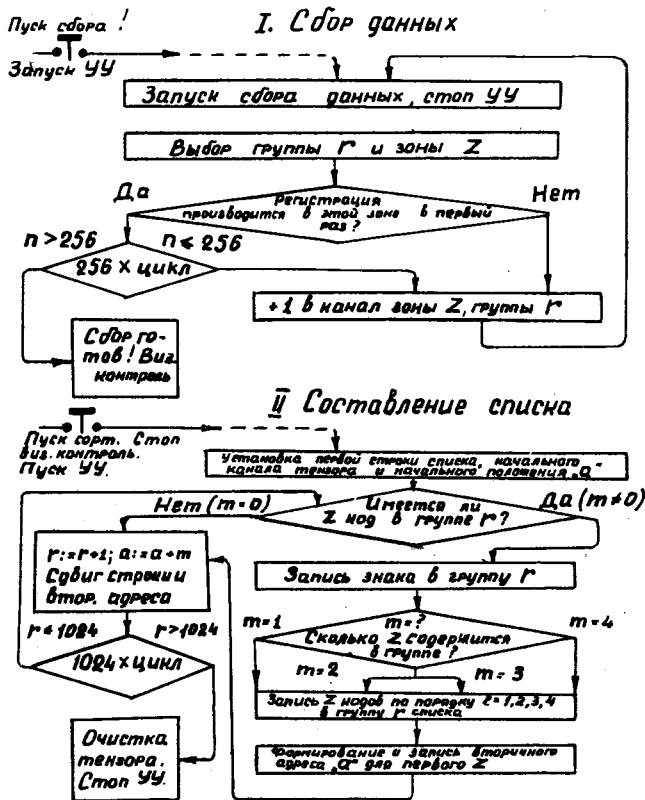 I. Сбор данных
Пуск сбора !
Запуск УУ
Запуск сбора данных, стоп УУ
Выбор группы r и зоны Z
Да
Нет
Регистрация
производится в этой зоне в первый
раз?
n > 256
n ≤ 256
256 × цикл
+1 в канал зоны Z, группы r
Сбор го-
тов! Виз.
контроль
II Составление списка
Пуск сорт. Стоп
виз. контроль.
Пуск УУ.
Установка первой строки списка, начального
канала тензора и начального положения „а"
Нет (m = 0)
Имеется ли
Z код в группе r ?
Да (m ≠ 0)
r := r+1; a := a + m
Сдвиг строки и
втор. адреса
Запись знака в группу r
r ≤ 1024
r > 1024
1024 × цикл
m = 1
m = ?
m = 4
Сколько Z содержится
в группе ?
m = 2
m = 3
Запись Z кодов по порядку ℓ = 1,2,3,4
в группу r списка
Формирование и запись вторичного
адреса „а" для первого Z
Очистка
тензора.
Стоп УУ.